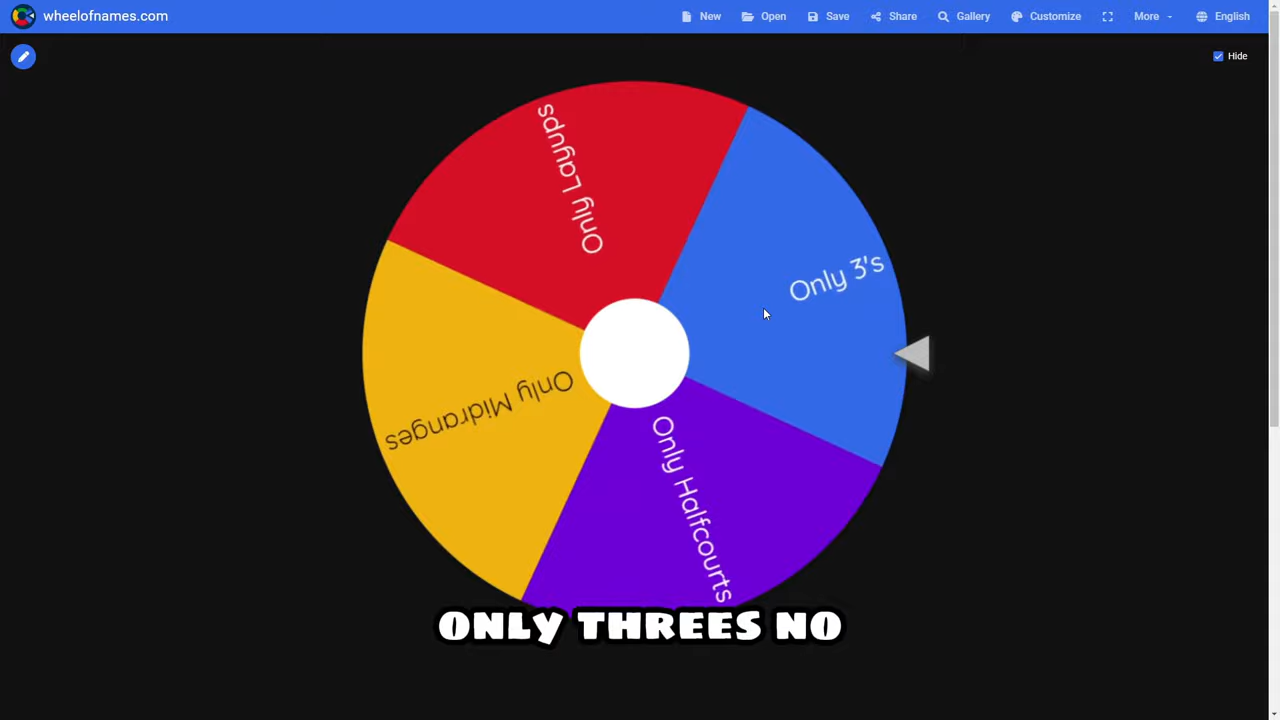 wheelofnames.com New Open Save Share Gallery Customize More English
Hide
Only Layups
Only 3's
Only Midranges
Only Halfcourts
ONLY THREES NO